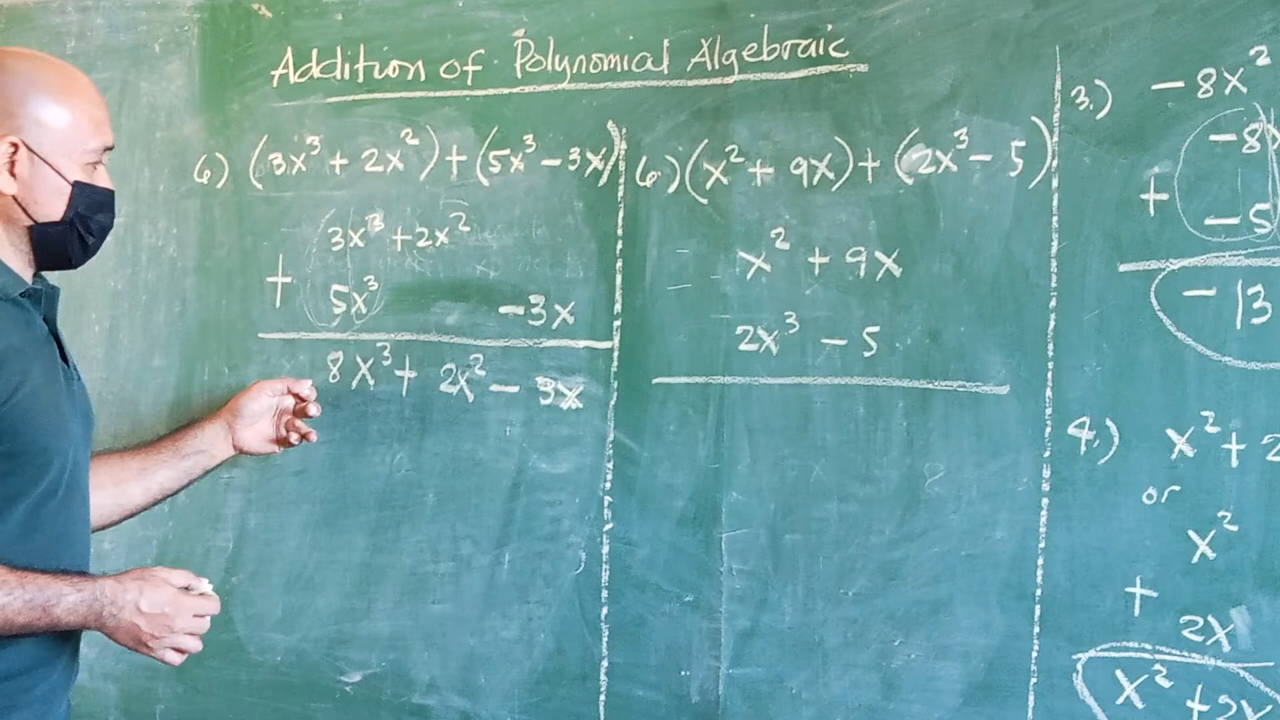 Addition of Polynomial Algebraic
6) (3x³ + 2x²) + (5x³ - 3x)
3x³ + 2x²
+ 5x³ - 3x
8x³ + 2x² - 3x
6.) (x² + 9x) + (2x³ - 5)
x² + 9x
2x³ - 5
3.) - 8x²
-8
+ -5
- 13
4.) x² + 2
or
x²
+
2x
x² + 2x